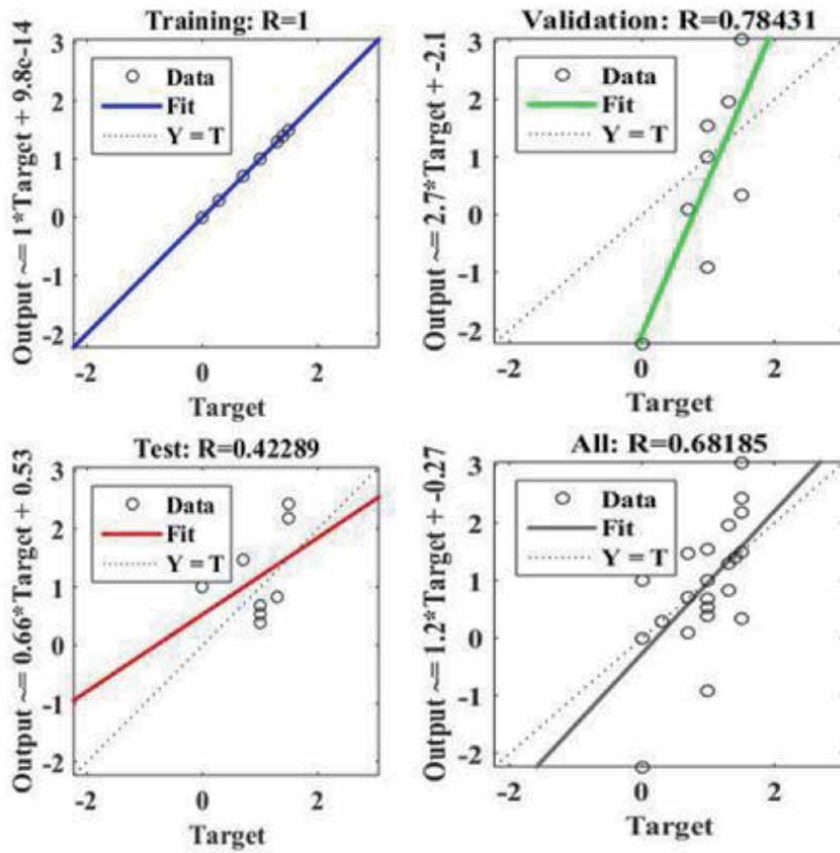 Training: R=1
Output ~= 1*Target + 9.8e-14
3
2
1
0
-1
-2
Data
Fit
Y = T
-2 0 2
Target
Validation: R=0.78431
Output ~= 2.7*Target + -2.1
3
2
1
0
-1
-2
Data
Fit
Y = T
-2 0 2
Target
Test: R=0.42289
Output ~= 0.66*Target + 0.53
3
2
1
0
-1
-2
Data
Fit
Y = T
-2 0 2
Target
All: R=0.68185
Output ~= 1.2*Target + -0.27
3
2
1
0
-1
-2
Data
Fit
Y = T
-2 0 2
Target